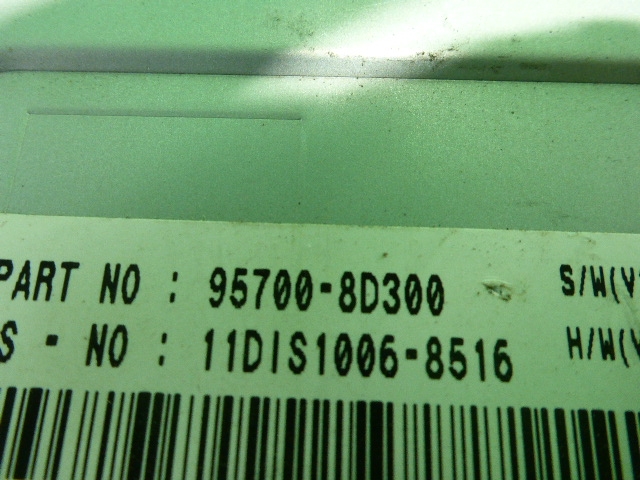 PART NO : 95700-8D300 S/W(V
S - NO : 11DIS1006-8516 H/W(V